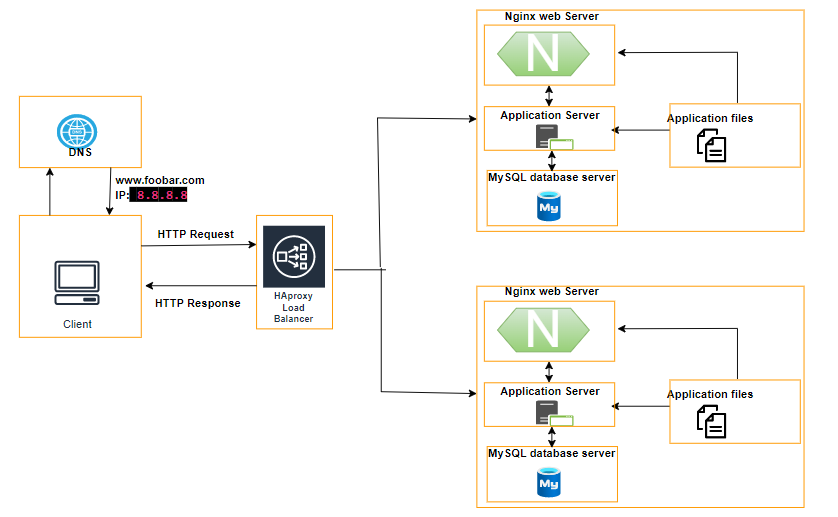 DNS
DNS
www.foobar.com
IP: 8.8.8.8
Client
HTTP Request
HTTP Response
HAproxy
Load
Balancer
Nginx web Server
N
Application Server
MySQL database server
My
Application files
Nginx web Server
N
Application Server
MySQL database server
My
Application files